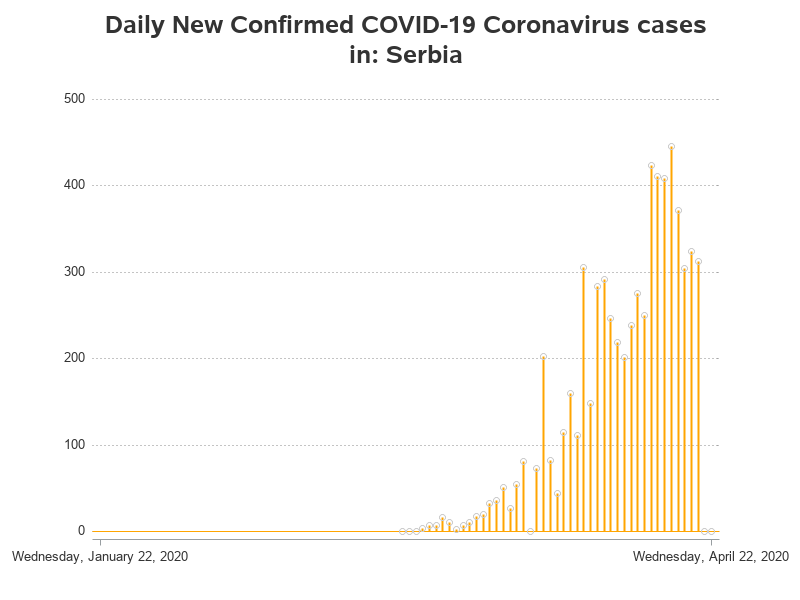 Daily New Confirmed COVID-19 Coronavirus cases
in: Serbia
500
400
300
200
100
0
Wednesday, January 22, 2020
Wednesday, April 22, 2020